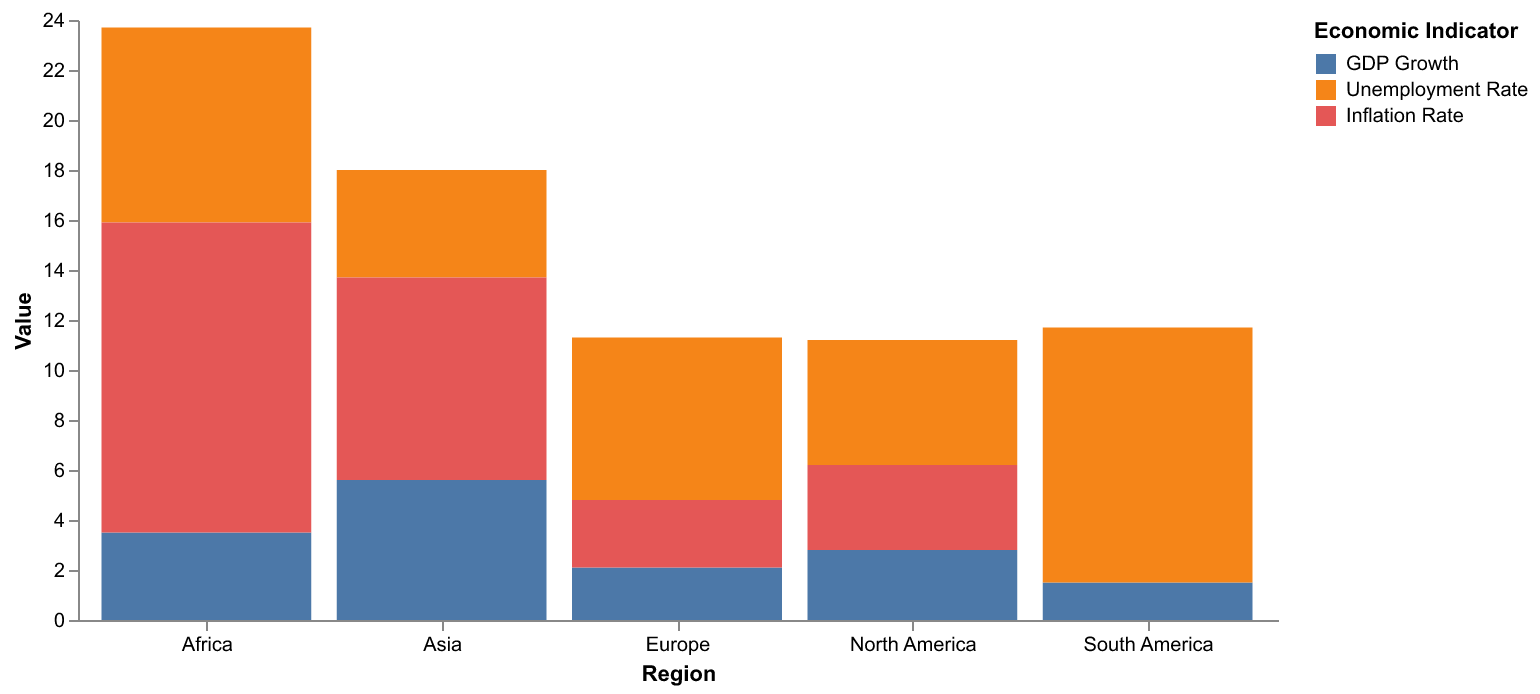 Economic Indicator
GDP Growth
Unemployment Rate
Inflation Rate
24
22
20
18
16
14
12
10
8
6
4
2
0
Value
Africa Asia Europe North America South America
Region